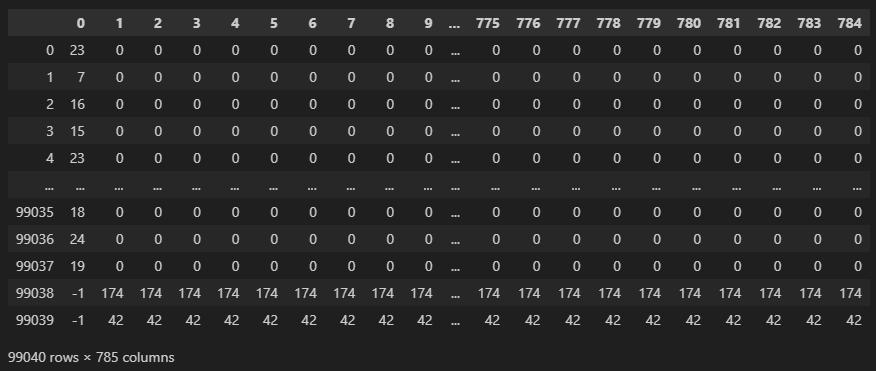 0 1 2 3 4 5 6 7 8 9 ... 775 776 777 778 779 780 781 782 783 784
0 23 0 0 0 0 0 0 0 0 0 ... 0 0 0 0 0 0 0 0 0 0
1 7 0 0 0 0 0 0 0 0 0 ... 0 0 0 0 0 0 0 0 0 0
2 16 0 0 0 0 0 0 0 0 0 ... 0 0 0 0 0 0 0 0 0 0
3 15 0 0 0 0 0 0 0 0 0 ... 0 0 0 0 0 0 0 0 0 0
4 23 0 0 0 0 0 0 0 0 0 ... 0 0 0 0 0 0 0 0 0 0
... ... ... ... ... ... ... ... ... ... ... ... ... ... ... ... ... ... ... ... ... ...
99035 18 0 0 0 0 0 0 0 0 0 ... 0 0 0 0 0 0 0 0 0 0
99036 24 0 0 0 0 0 0 0 0 0 ... 0 0 0 0 0 0 0 0 0 0
99037 19 0 0 0 0 0 0 0 0 0 ... 0 0 0 0 0 0 0 0 0 0
99038 -1 174 174 174 174 174 174 174 174 174 ... 174 174 174 174 174 174 174 174 174 174
99039 -1 42 42 42 42 42 42 42 42 42 ... 42 42 42 42 42 42 42 42 42 42
99040 rows × 785 columns